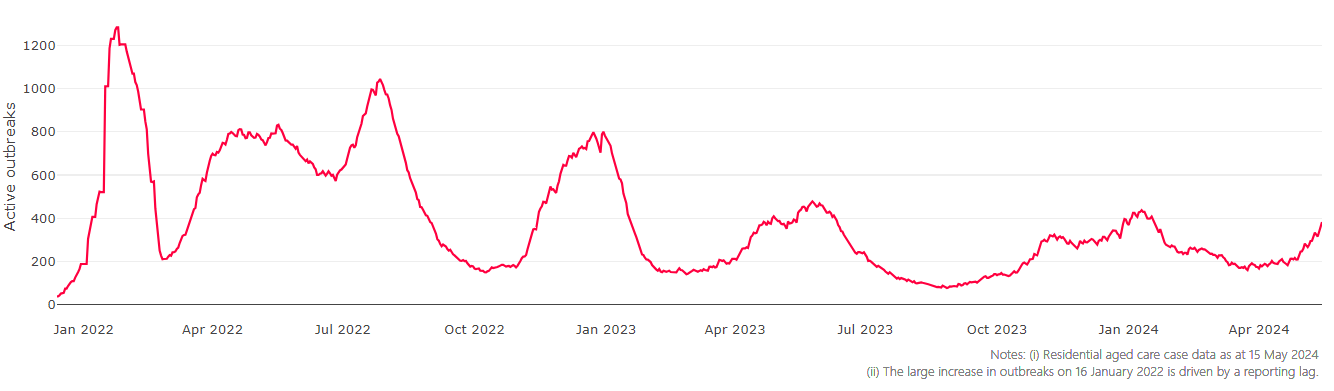 Active outbreaks
1200
1000
800
600
400
200
0
Jan 2022 Apr 2022 Jul 2022 Oct 2022 Jan 2023 Apr 2023 Jul 2023 Oct 2023 Jan 2024 Apr 2024
Notes: (i) Residential aged care case data as at 15 May 2024
(ii) The large increase in outbreaks on 16 January 2022 is driven by a reporting lag.